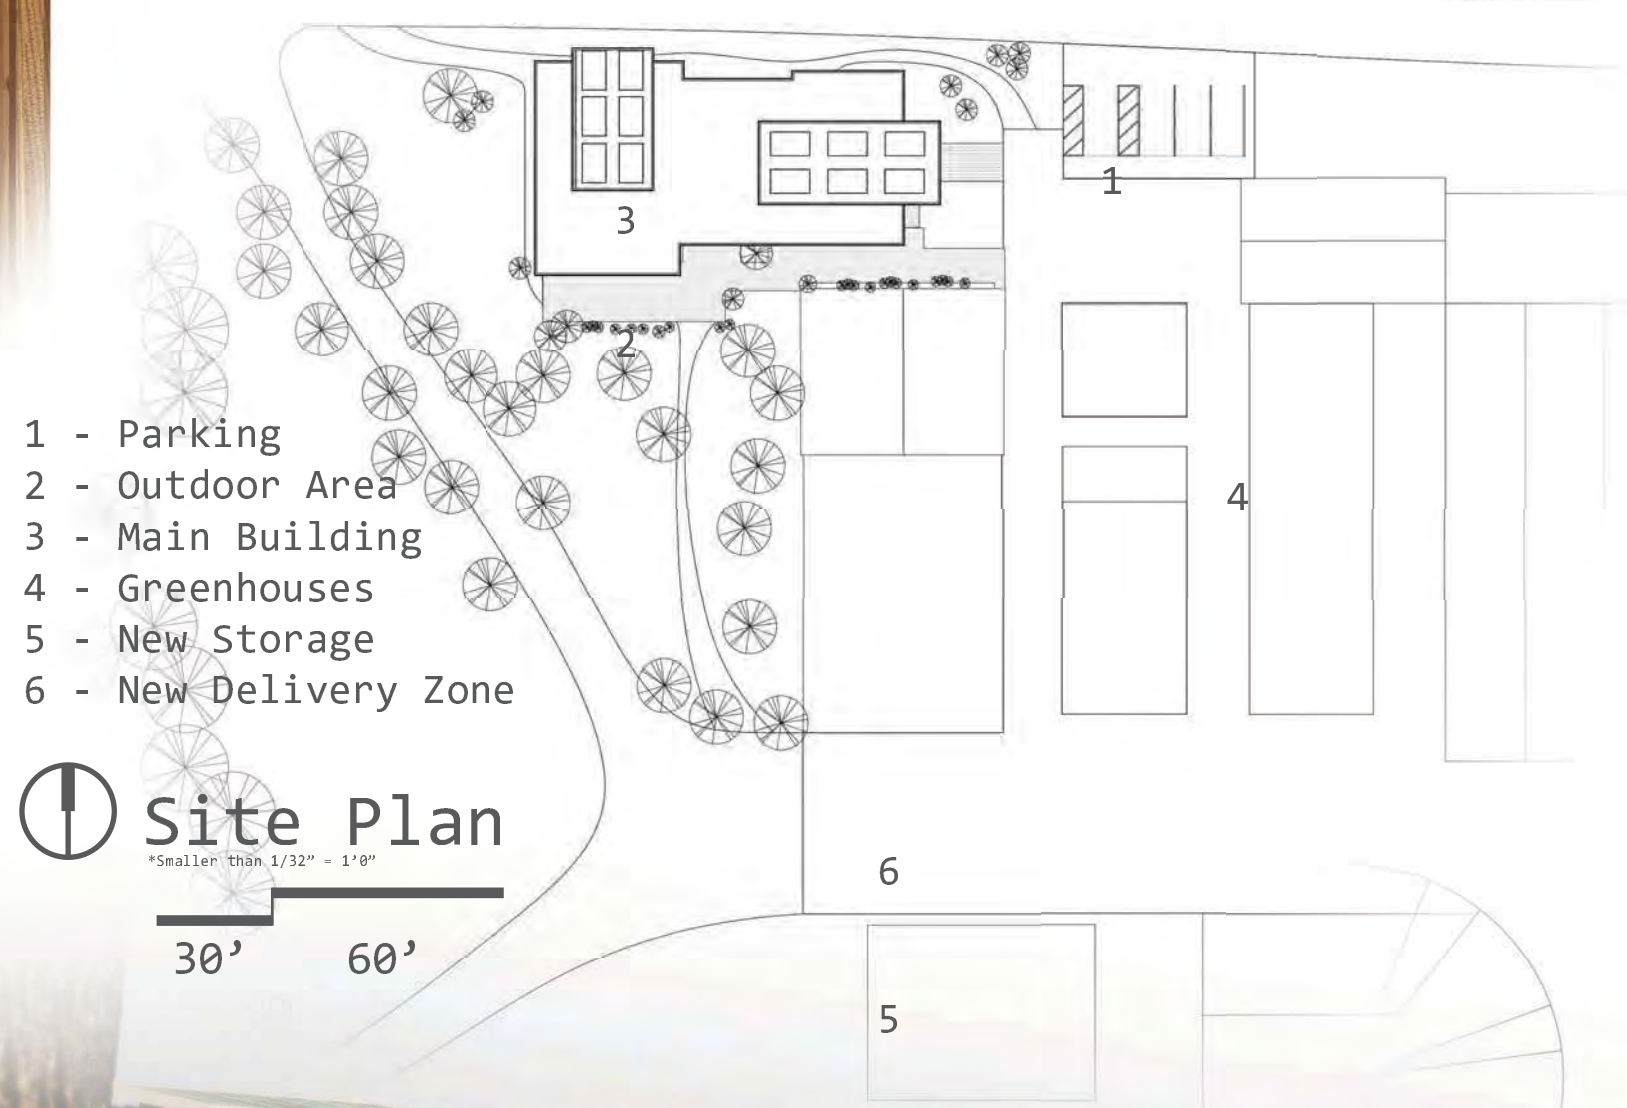 1
3
2
4
1 - Parking
2 - Outdoor Area
3 - Main Building
4 - Greenhouses
5 - New Storage
6 - New Delivery Zone
Site Plan
*Smaller than 1/32” = 1’0”
30’ 60’
6
5